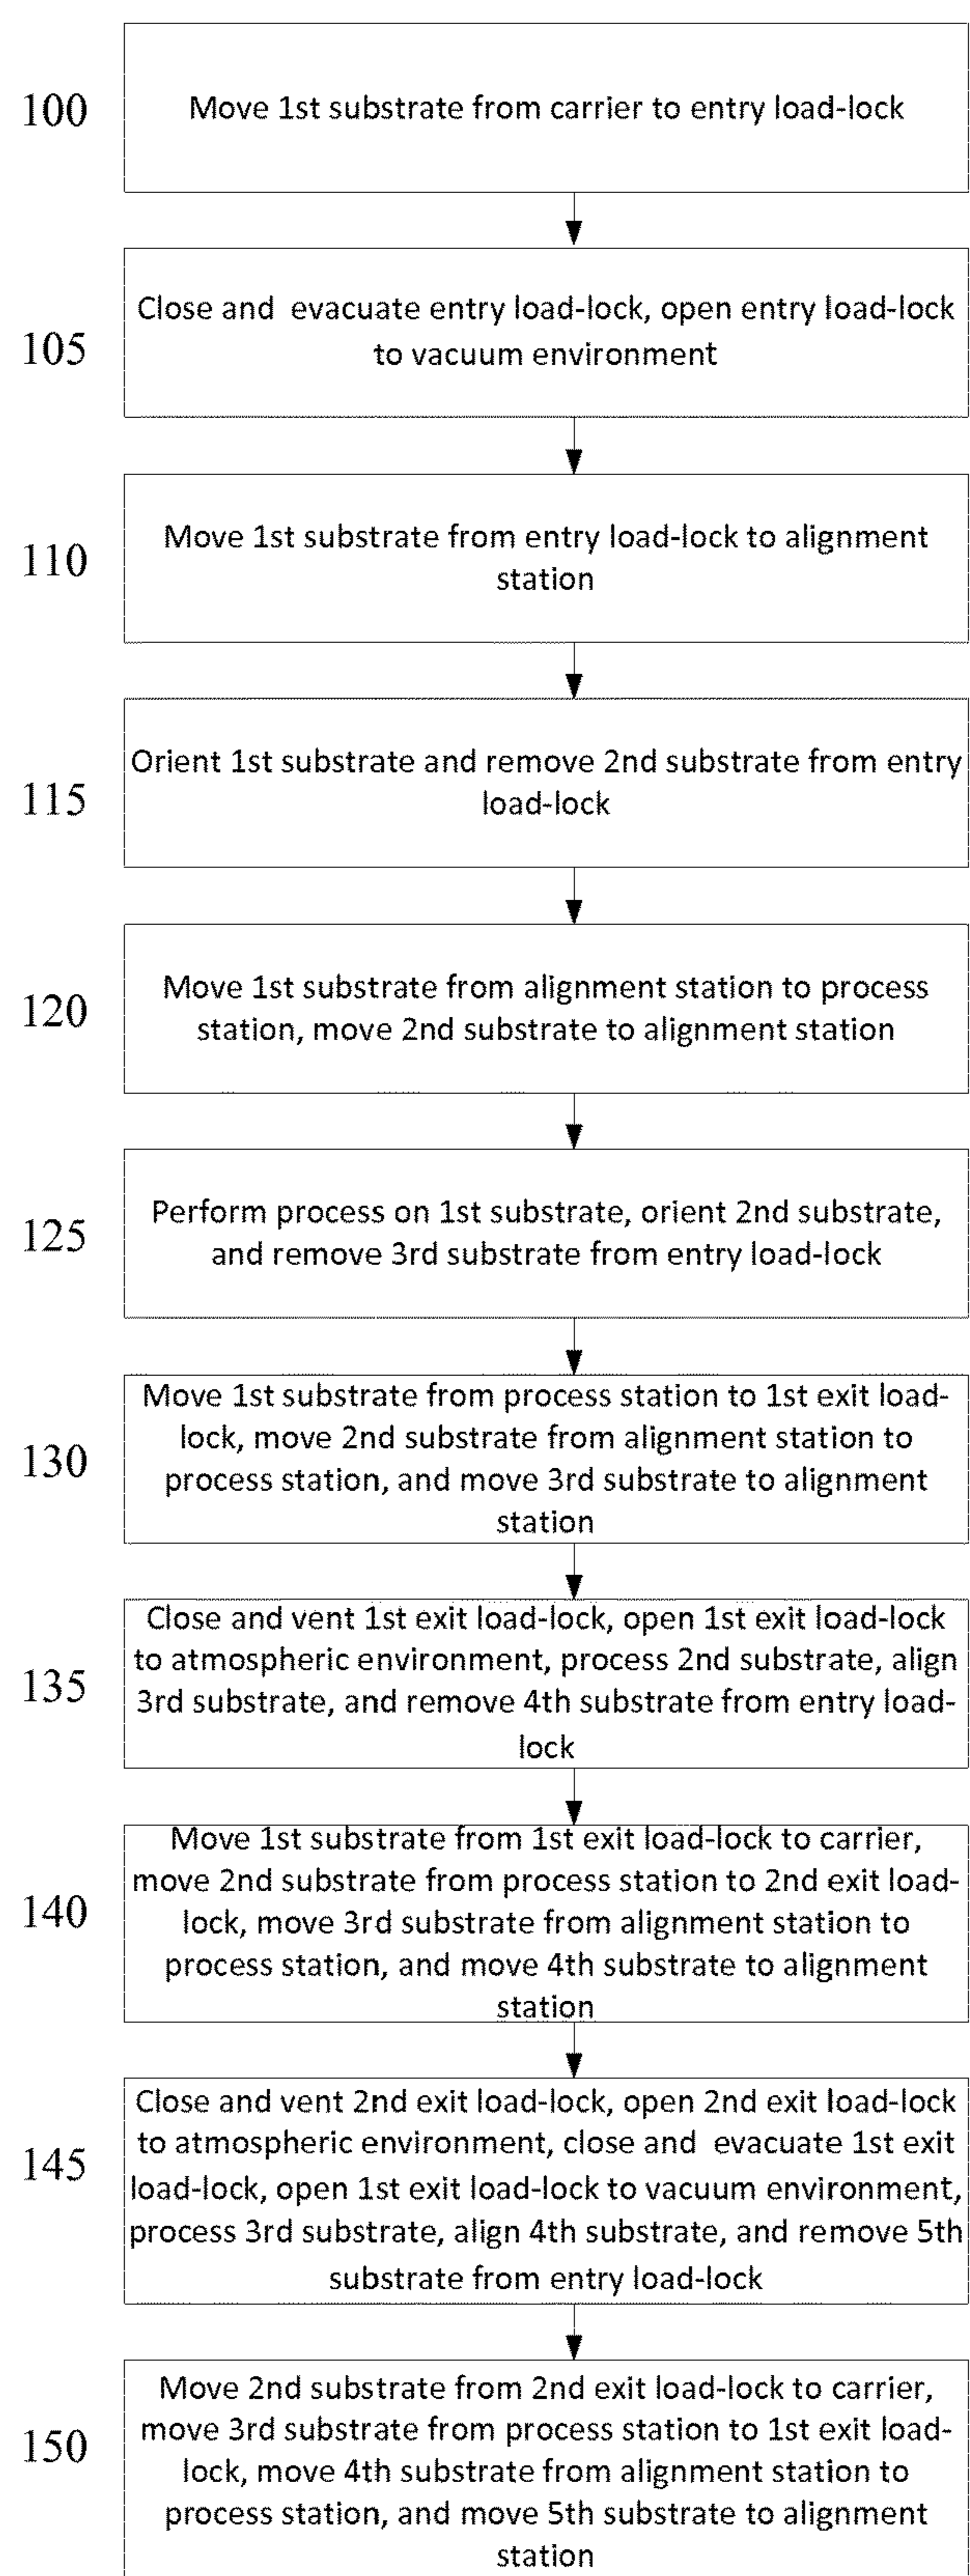 100
Move 1st substrate from carrier to entry load-lock
105
Close and evacuate entry load-lock, open entry load-lock
to vacuum environment
110
Move 1st substrate from entry load-lock to alignment
station
115
Orient 1st substrate and remove 2nd substrate from entry
load-lock
120
Move 1st substrate from alignment station to process
station, move 2nd substrate to alignment station
125
Perform process on 1st substrate, orient 2nd substrate,
and remove 3rd substrate from entry load-lock
130
Move 1st substrate from process station to 1st exit load-
lock, move 2nd substrate from alignment station to
process station, and move 3rd substrate to alignment
station
135
Close and vent 1st exit load-lock, open 1st exit load-lock
to atmospheric environment, process 2nd substrate, align
3rd substrate, and remove 4th substrate from entry load-
lock
140
Move 1st substrate from 1st exit load-lock to carrier,
move 2nd substrate from process station to 2nd exit load-
lock, move 3rd substrate from alignment station to
process station, and move 4th substrate to alignment
station
145
Close and vent 2nd exit load-lock, open 2nd exit load-lock
to atmospheric environment, close and evacuate 1st exit
load-lock, open 1st exit load-lock to vacuum environment,
process 3rd substrate, align 4th substrate, and remove 5th
substrate from entry load-lock
150
Move 2nd substrate from 2nd exit load-lock to carrier,
move 3rd substrate from process station to 1st exit load-
lock, move 4th substrate from alignment station to
process station, and move 5th substrate to alignment
station